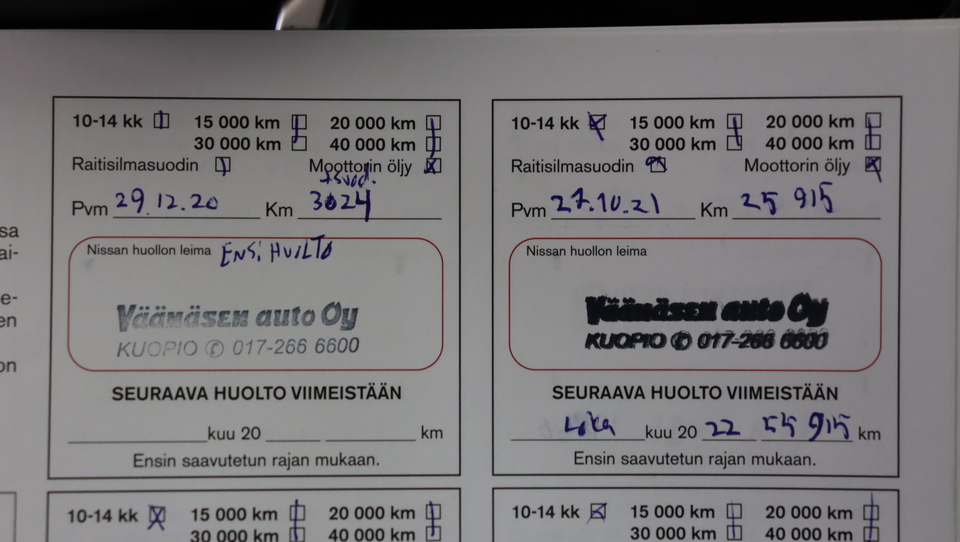 10-14 kk 15 000 km 20 000 km
30 000 km 40 000 km
Raitisilmasuodin Moottorin öljy
+suod.
Pvm 29.12.20 Km 3024
Nissan huollon leima ENSi HUOLTO
Väänäsen auto Oy
KUOPIO ✆ 017-266 6600
SEURAAVA HUOLTO VIIMEISTÄÄN
kuu 20 km
Ensin saavutetun rajan mukaan.
10-14 kk 15 000 km 20 000 km
30 000 km 40 000 km
Raitisilmasuodin Moottorin öljy
Pvm 27.10.21 Km 25 915
Nissan huollon leima
Väänäsen auto Oy
KUOPIO ✆ 017-266 6600
SEURAAVA HUOLTO VIIMEISTÄÄN
Loka kuu 20 22 55 915 km
Ensin saavutetun rajan mukaan.
10-14 kk 15 000 km 20 000 km
30 000 km 40 000 km
10-14 kk 15 000 km 20 000 km
30 000 km 40 000 km
sa
ai-
e-
en
on